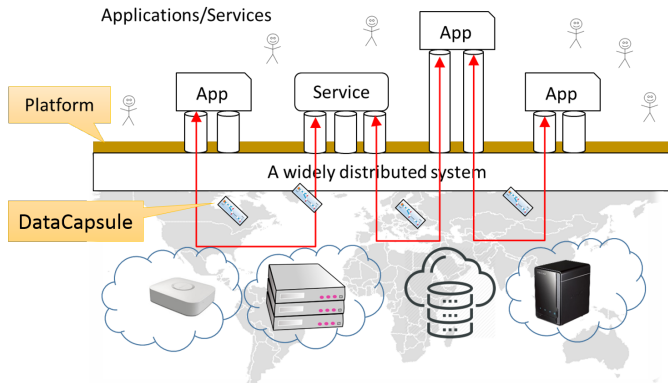 Applications/Services
App
App
Service
App
Platform
A widely distributed system
DataCapsule